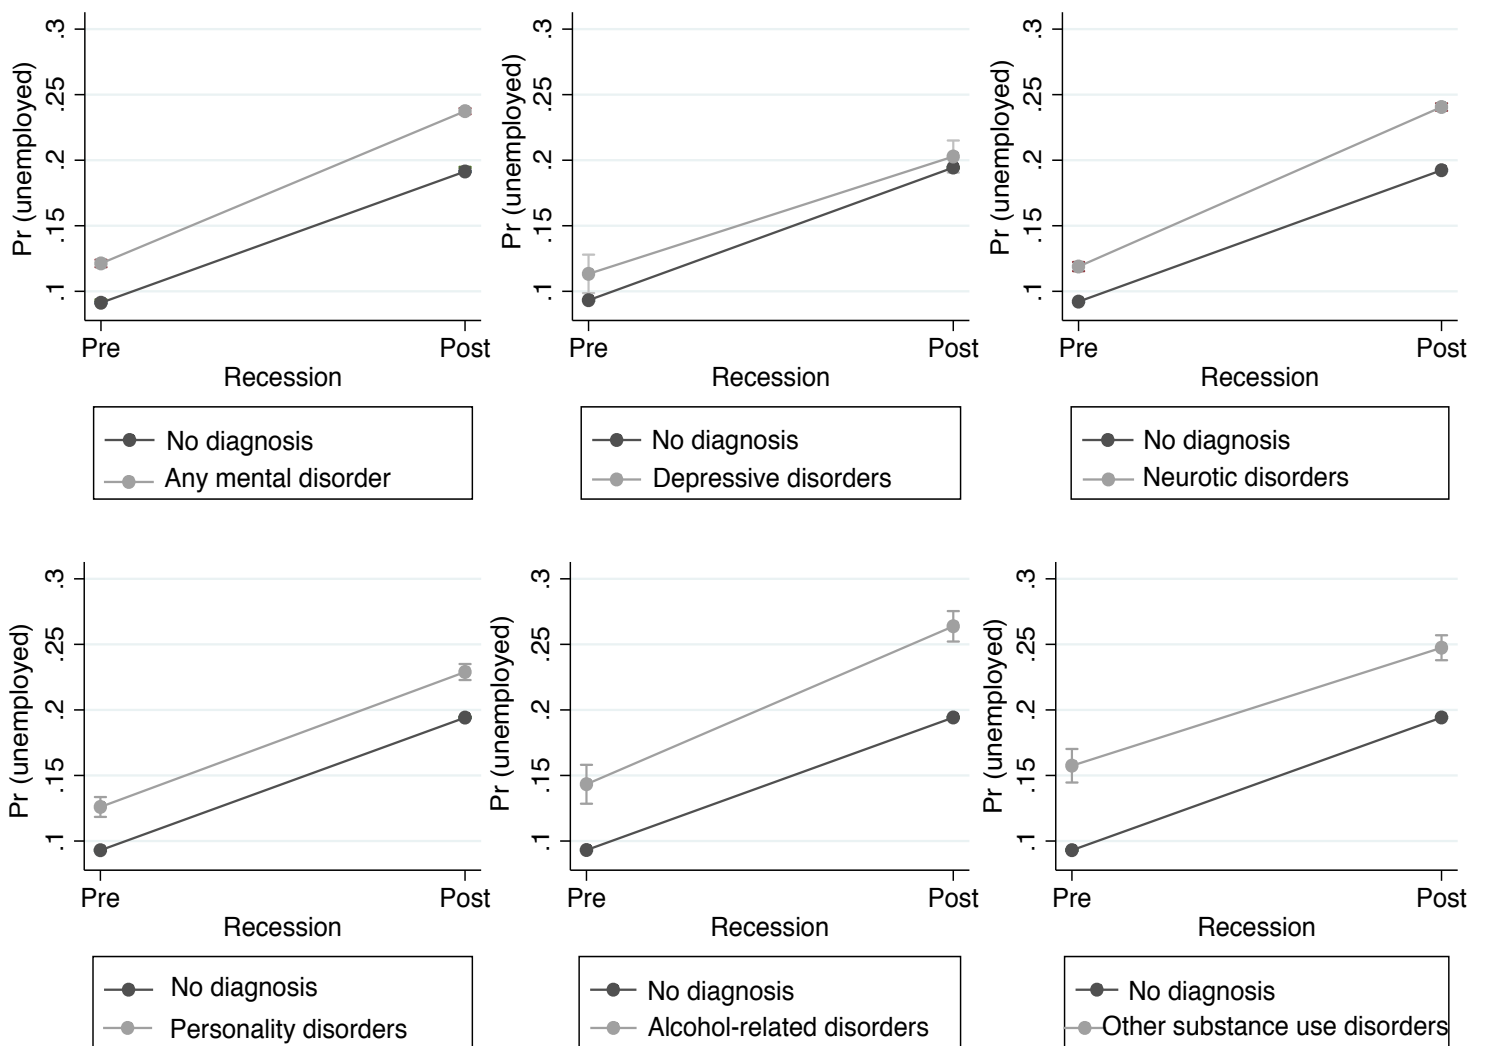 Pr (unemployed)
.3
.25
.2
.15
.1
Pre
Post
Recession
No diagnosis
Any mental disorder
Pr (unemployed)
.3
.25
.2
.15
.1
Pre
Post
Recession
No diagnosis
Depressive disorders
Pr (unemployed)
.3
.25
.2
.15
.1
Pre
Post
Recession
No diagnosis
Neurotic disorders
Pr (unemployed)
.3
.25
.2
.15
.1
Pre
Post
Recession
No diagnosis
Personality disorders
Pr (unemployed)
.3
.25
.2
.15
.1
Pre
Post
Recession
No diagnosis
Alcohol-related disorders
Pr (unemployed)
.3
.25
.2
.15
.1
Pre
Post
Recession
No diagnosis
Other substance use disorders